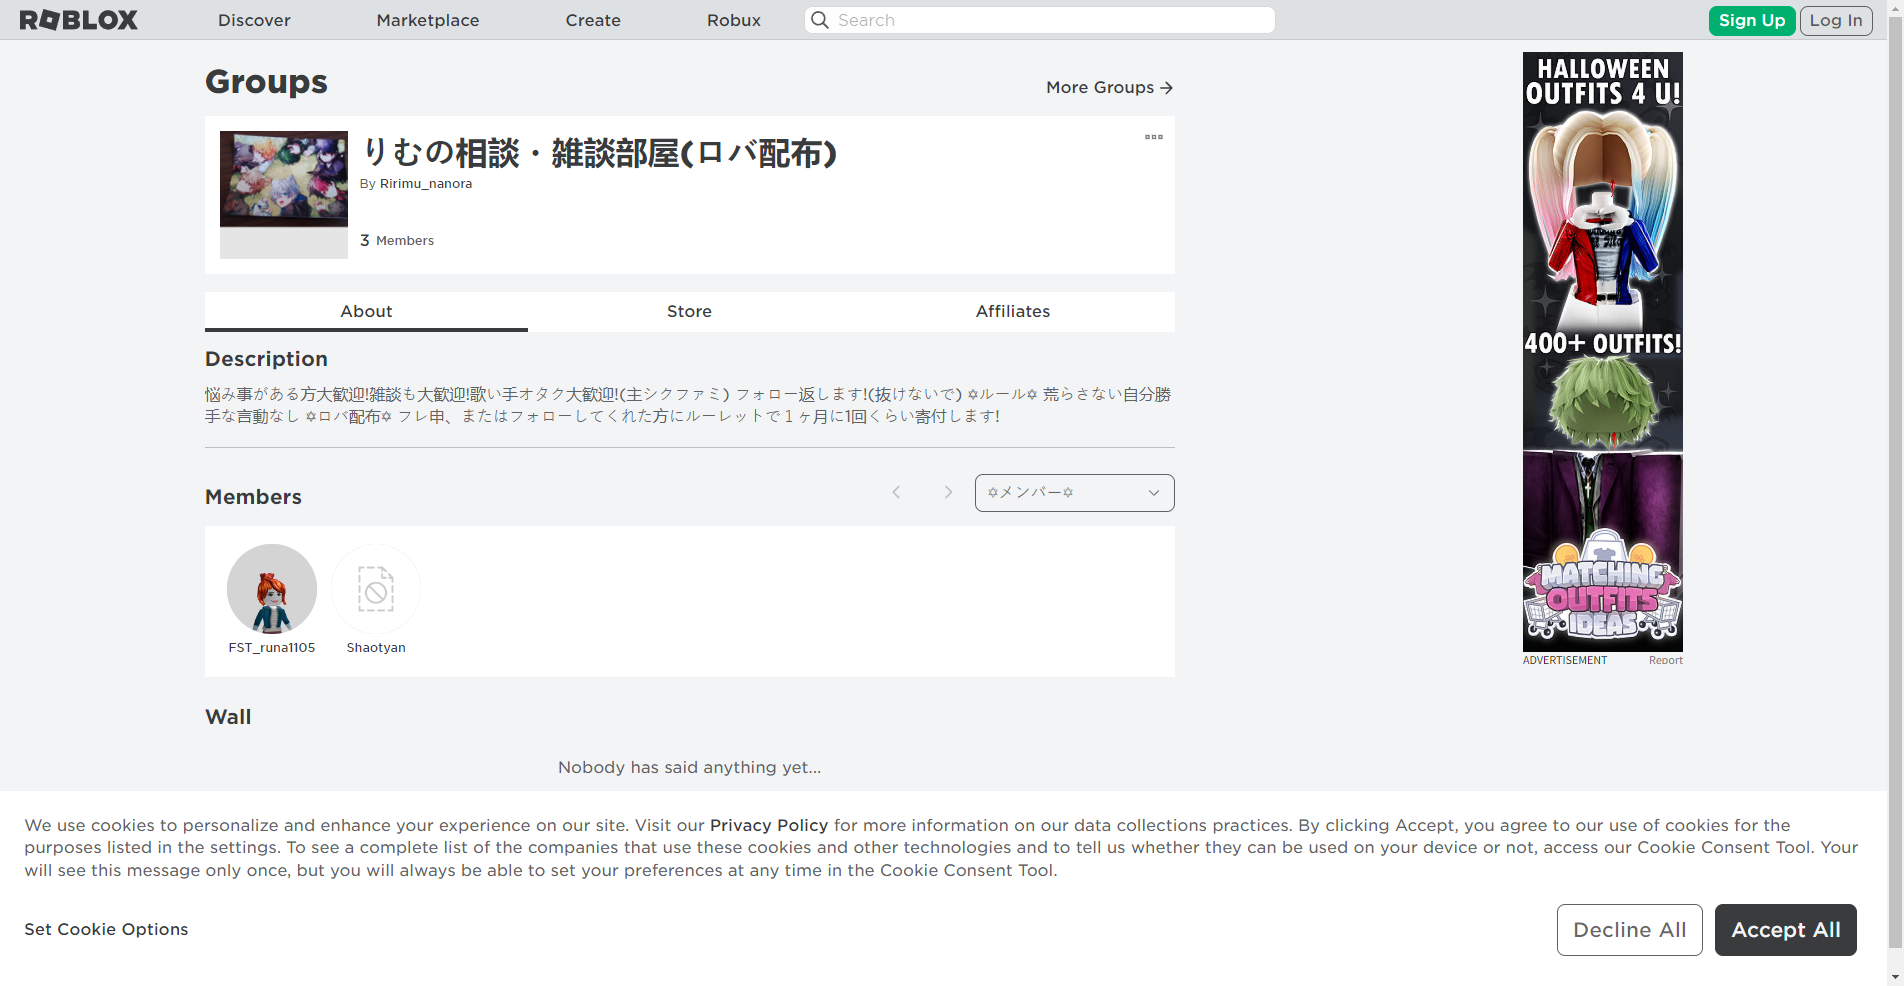 ROBLOX
Discover
Marketplace
Create
Robux
Search
Sign Up
Log In
Groups
More Groups
りむの相談・雑談部屋(ロバ配布)
By Ririmu_nanora
3 Members
About
Store
Affiliates
Description
悩み事がある方大歓迎!雑談も大歓迎!歌い手オタク大歓迎!(主シクファミ) フォロー返します!(抜けないで) ✡ルール✡ 荒らさない自分勝
手な言動なし ✡ロバ配布✡ フレ申、またはフォローしてくれた方にルーレットで１ヶ月に1回くらい寄付します!
Members
✡メンバー✡
FST_runa1105
Shaotyan
Wall
Nobody has said anything yet...
HALLOWEEN
OUTFITS 4 U!
400+ OUTFITS!
MATCHING
OUTFITS
IDEAS
ADVERTISEMENT
Report
We use cookies to personalize and enhance your experience on our site. Visit our Privacy Policy for more information on our data collections practices. By clicking Accept, you agree to our use of cookies for the
purposes listed in the settings. To see a complete list of the companies that use these cookies and other technologies and to tell us whether they can be used on your device or not, access our Cookie Consent Tool. Your
will see this message only once, but you will always be able to set your preferences at any time in the Cookie Consent Tool.
Set Cookie Options
Decline All
Accept All